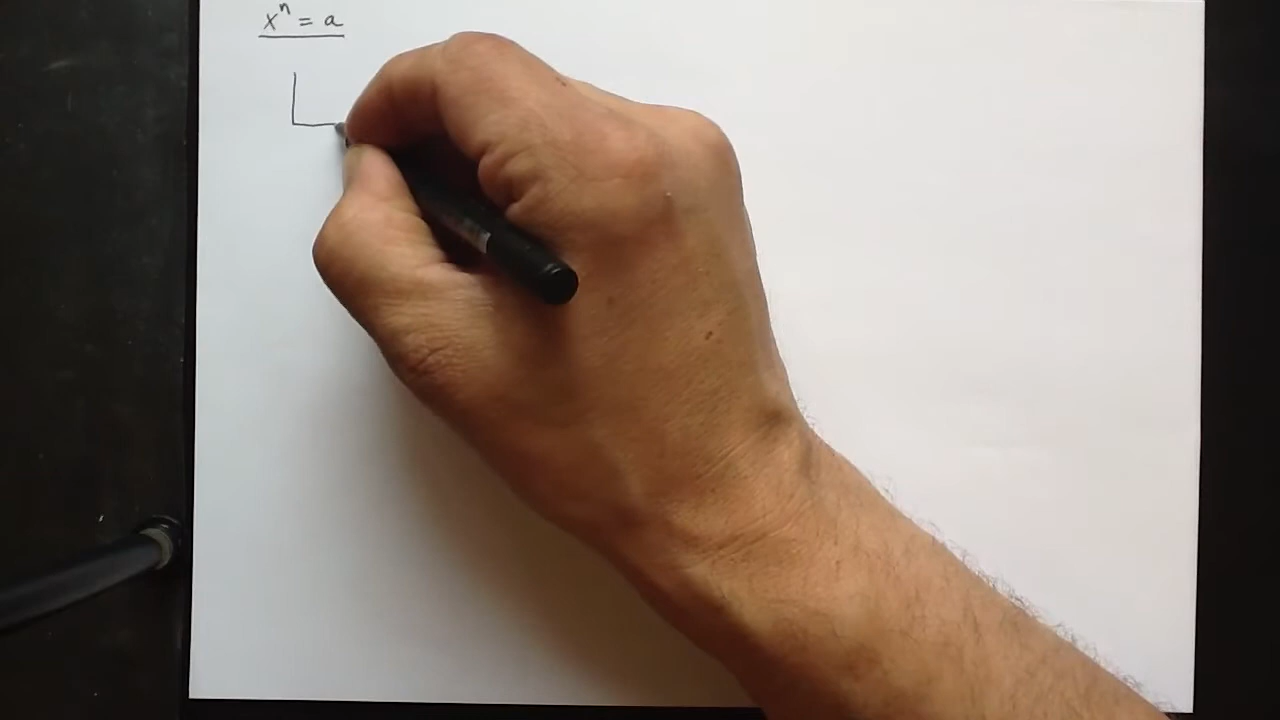 xⁿ = a